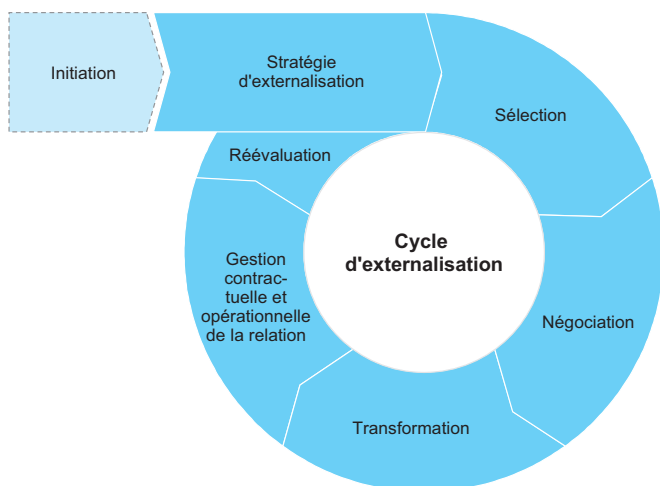 Initiation
Stratégie
d'externalisation
Sélection
Négociation
Transformation
Gestion
contrac-
tuelle et
opérationnelle
de la relation
Réévaluation
Cycle
d'externalisation